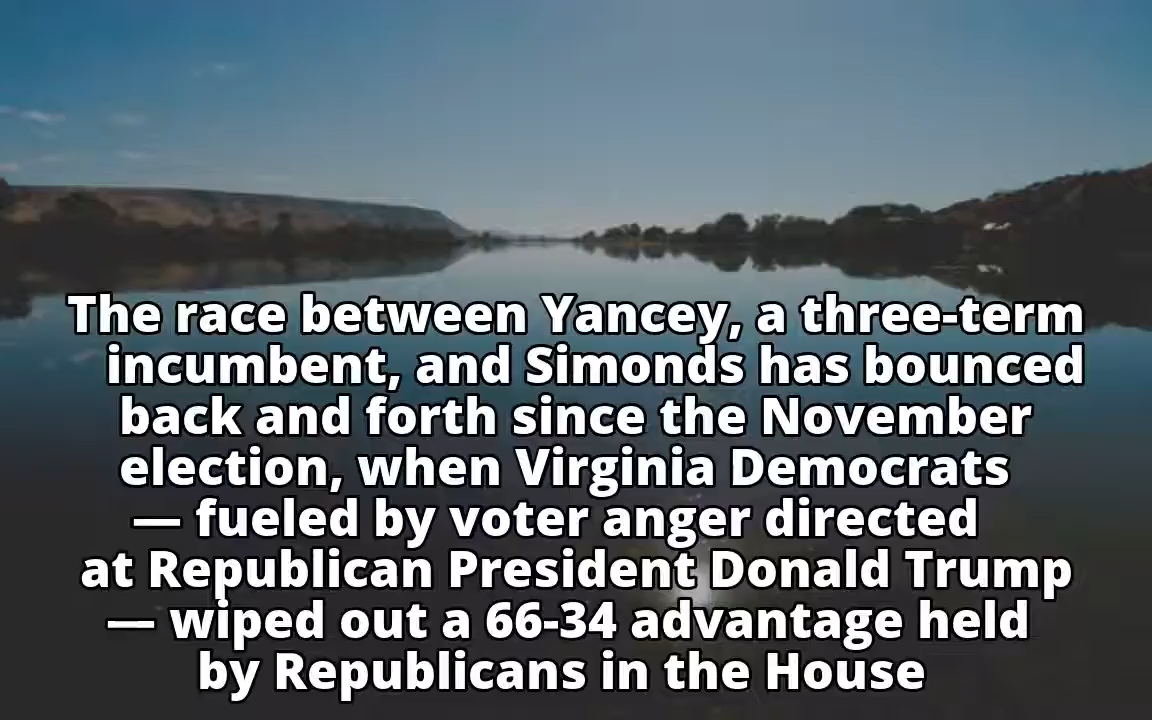 The race between Yancey, a three-term
incumbent, and Simonds has bounced
back and forth since the November
election, when Virginia Democrats
— fueled by voter anger directed
at Republican President Donald Trump
— wiped out a 66-34 advantage held
by Republicans in the House